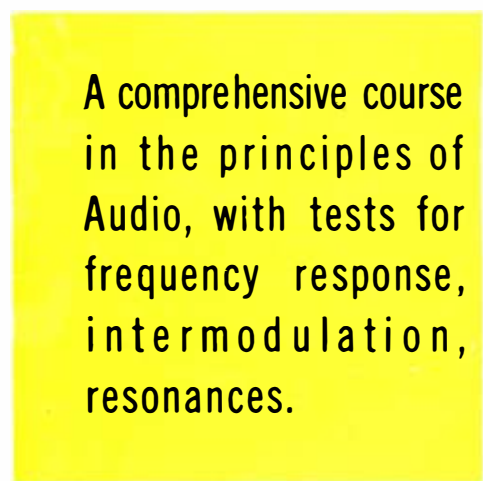 A comprehensive course
in the principles of
Audio, with tests for
frequency response,
intermodulation,
resonances.